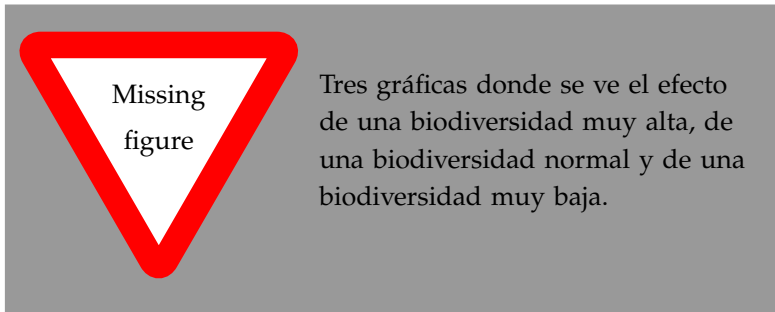 Missing
figure
Tres gráficas donde se ve el efecto
de una biodiversidad muy alta, de
una biodiversidad normal y de una
biodiversidad muy baja.